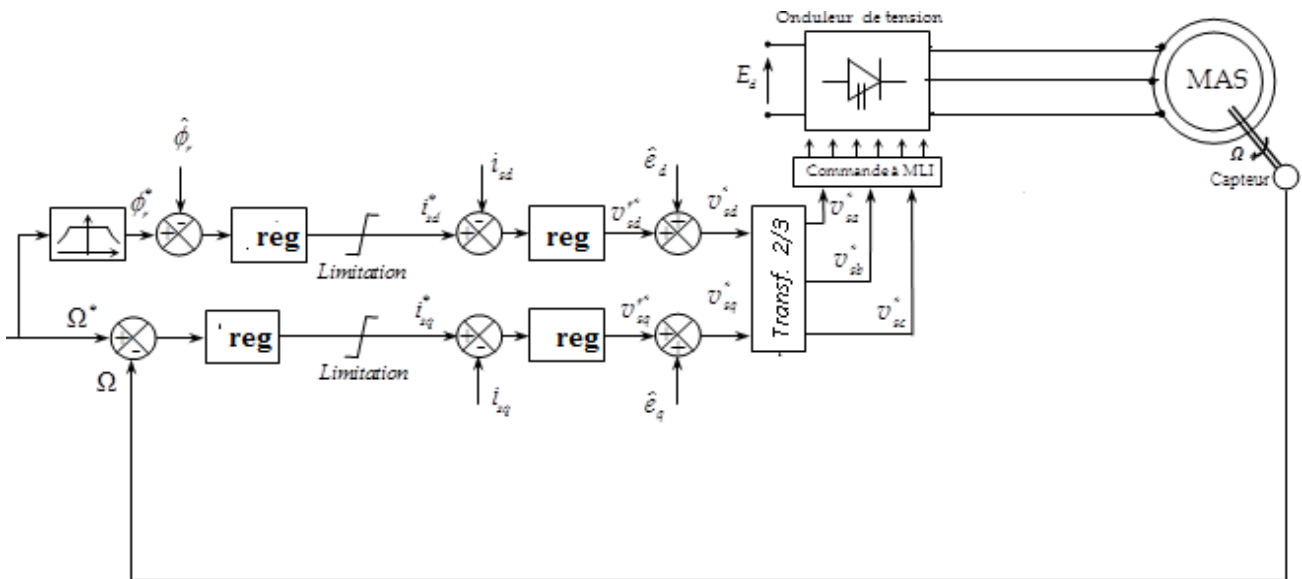 Onduleur de tension
E_d
MAS
Ω
Capteur
Commande à MLI
φ̂_r
i_sd
ê_d
φ_r^*
i_sd^*
v_sd^r*
v_sd^*
v_sa^*
reg
reg
Limitation
Transf. 2/3
v_sb^*
Ω^*
i_sq^*
v_sq^r*
v_sq^*
v_sc^*
reg
reg
Limitation
Ω
i_sq
ê_q